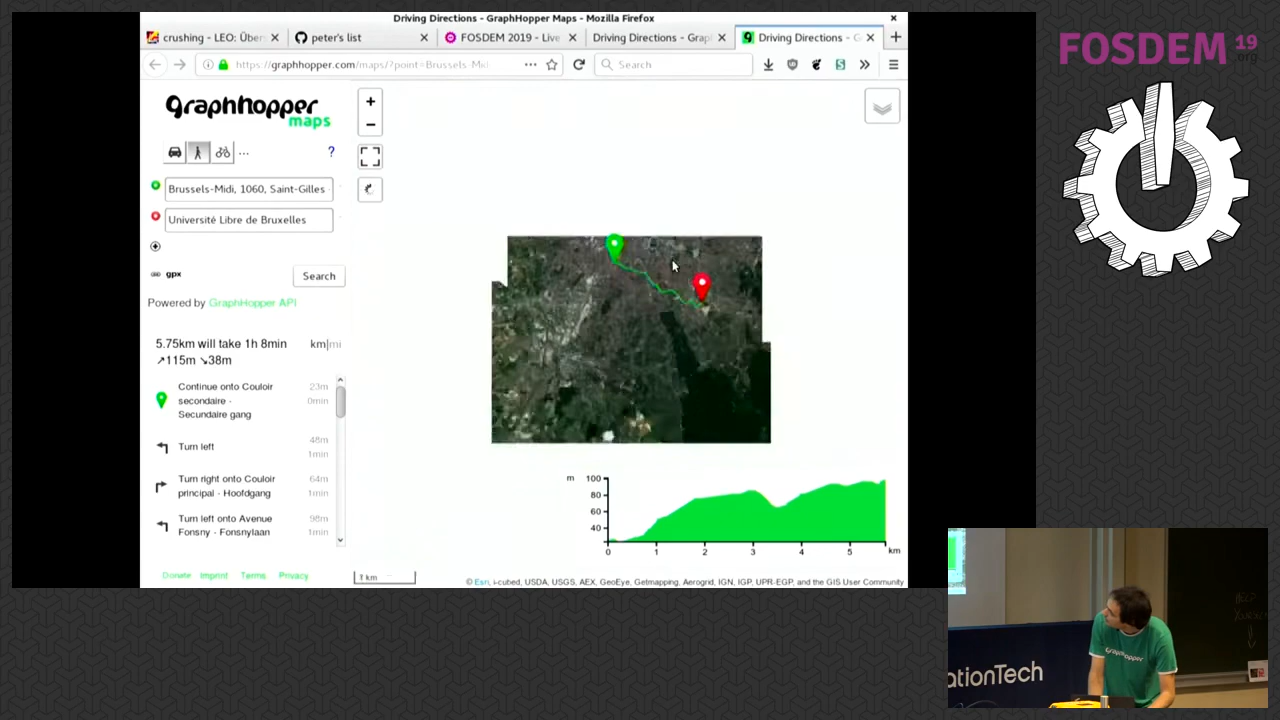 Driving Directions - GraphHopper Maps - Mozilla Firefox
crushing - LEO: Über
peter's list
FOSDEM 2019 - Live
Driving Directions - Grap
Driving Directions - G
https://graphhopper.com/maps/?point=Brussels Mi
Search
graphhopper
maps
?
Brussels-Midi, 1060, Saint-Gilles
Université Libre de Bruxelles
gpx
Search
Powered by GraphHopper API
5.75km will take 1h 8min
km|mi
↗115m ↘38m
Continue onto Couloir
secondaire -
Secundaire gang
23m
0min
Turn left
48m
1min
Turn right onto Couloir
principal - Hoofdgang
64m
1min
Turn left onto Avenue
Fonsny - Fonsnylaan
98m
1min
Donate Imprint Terms Privacy
1 km
m
100
80
60
40
0 1 2 3 4 5 km
© Esri, i-cubed, USDA, USGS, AEX, GeoEye, Getmapping, Aerogrid, IGN, IGP, UPR-EGP, and the GIS User Community
FOSDEM 19
.org
graphhopper
ationTech